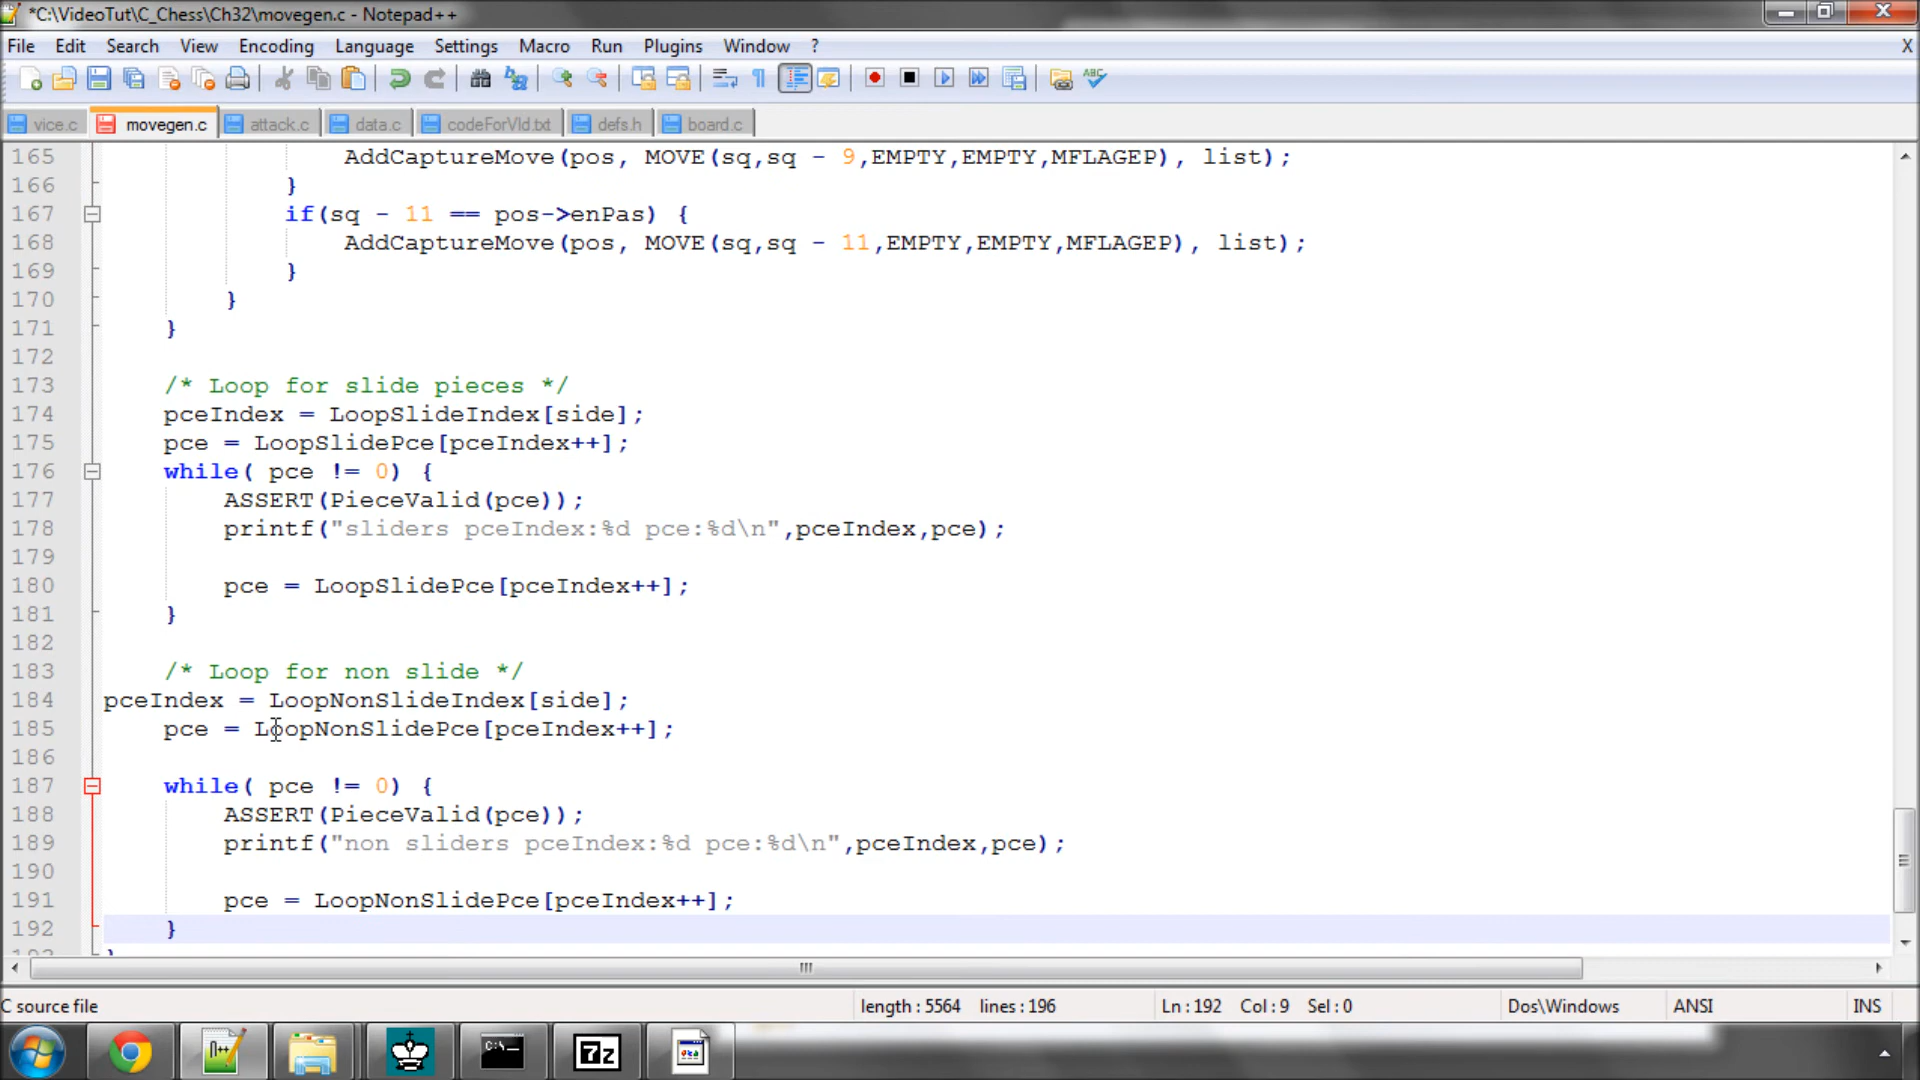 *C:\VideoTut\C_Chess\Ch32\movegen.c - Notepad++
File Edit Search View Encoding Language Settings Macro Run Plugins Window ? X
vice.c movegen.c attack.c data.c codeForVid.txt defs.h board.c
165 AddCaptureMove(pos, MOVE(sq,sq - 9,EMPTY,EMPTY,MFLAGEP), list);
166 }
167 if(sq - 11 == pos->enPas) {
168 AddCaptureMove(pos, MOVE(sq,sq - 11,EMPTY,EMPTY,MFLAGEP), list);
169 }
170 }
171 }
172
173 /* Loop for slide pieces */
174 pceIndex = LoopSlideIndex[side];
175 pce = LoopSlidePce[pceIndex++];
176 while( pce != 0) {
177 ASSERT(PieceValid(pce));
178 printf("sliders pceIndex:%d pce:%d\n",pceIndex,pce);
179
180 pce = LoopSlidePce[pceIndex++];
181 }
182
183 /* Loop for non slide */
184 pceIndex = LoopNonSlideIndex[side];
185 pce = LoopNonSlidePce[pceIndex++];
186
187 while( pce != 0) {
188 ASSERT(PieceValid(pce));
189 printf("non sliders pceIndex:%d pce:%d\n",pceIndex,pce);
190
191 pce = LoopNonSlidePce[pceIndex++];
192 }
C source file length : 5564 lines : 196 Ln : 192 Col : 9 Sel : 0 Dos\Windows ANSI INS